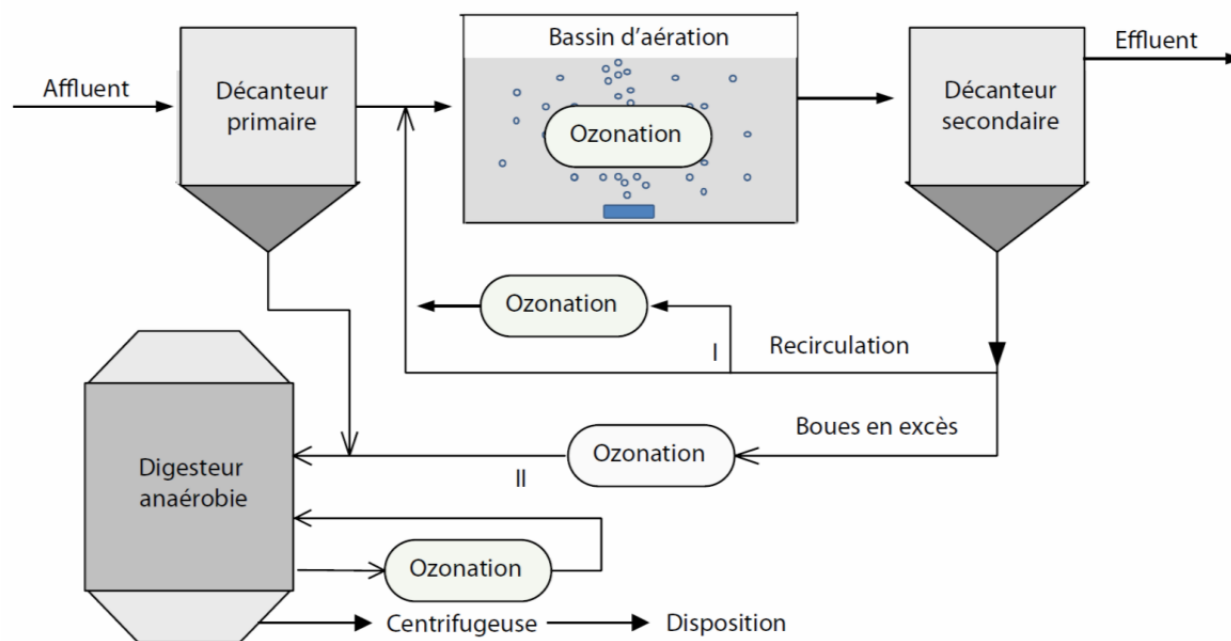 Affluent
Décanteur
primaire
Bassin d'aération
Ozonation
Décanteur
secondaire
Effluent
Ozonation
I
Recirculation
Boues en excès
Ozonation
II
Digesteur
anaérobie
Ozonation
Centrifugeuse
Disposition